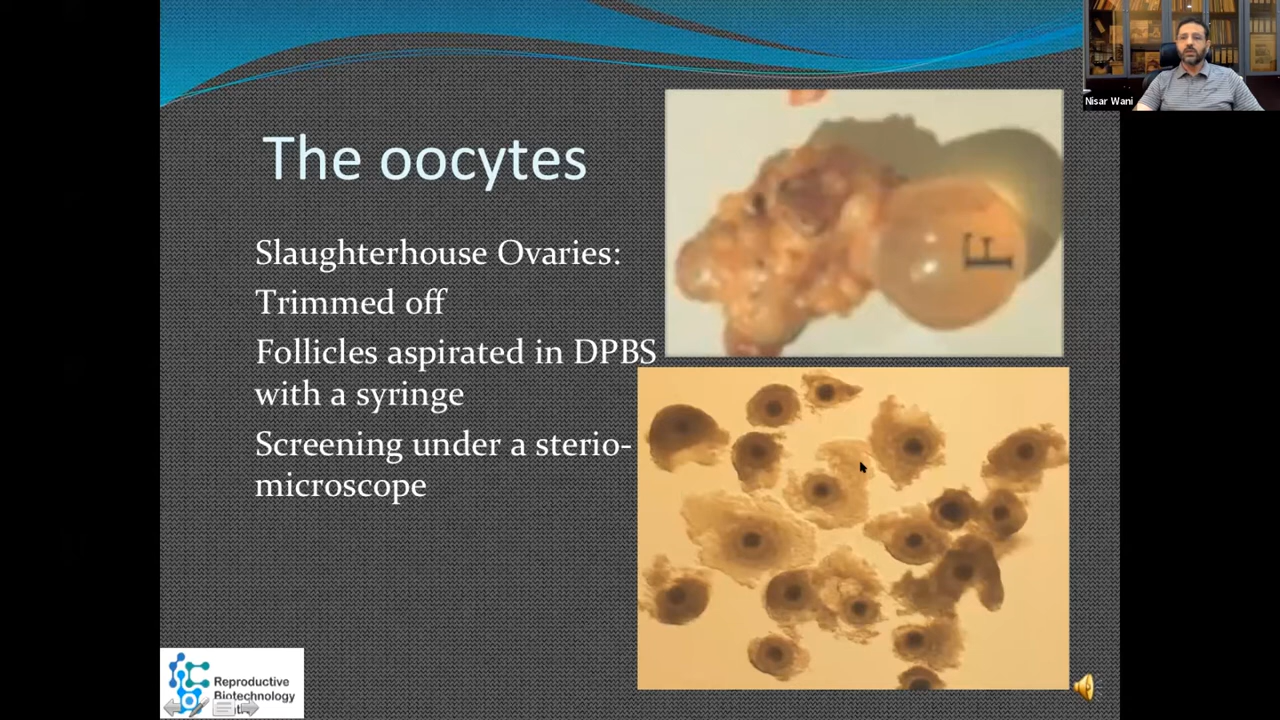 The oocytes
Slaughterhouse Ovaries:
Trimmed off
Follicles aspirated in DPBS
with a syringe
Screening under a sterio-
microscope
F
Nisar Wani
Reproductive
Biotechnology